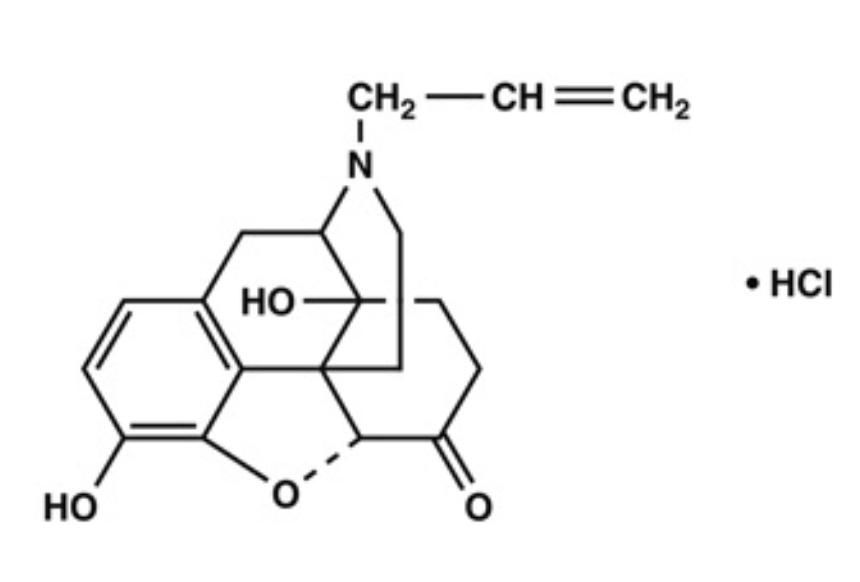 CH₂ — CH = CH₂
N
HO
• HCl
HO
O
O